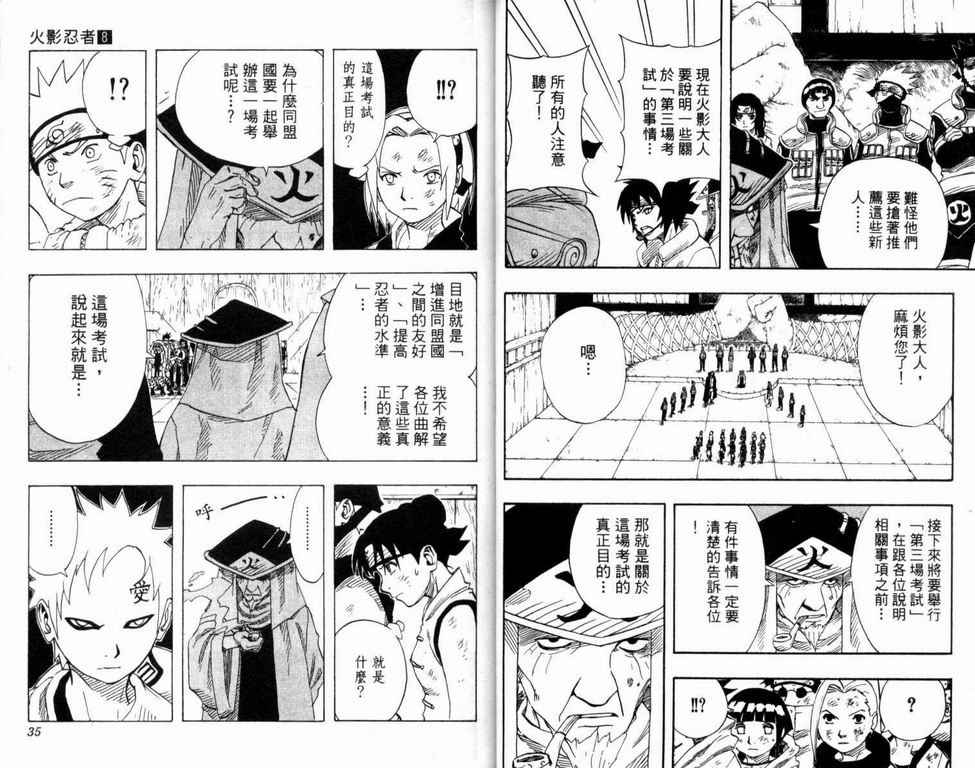 難怪他們
要搶著推
薦這些新
人……
現在火影大人
要說明一些關
於「第三場考
試」的事情…
所有的人注意
聽了！
火影大人，
麻煩您了！
嗯…
接下來將要舉行
「第三場考試」
，在跟各位說明
相關事項之前…
有件事情一定要
清楚的告訴各位
！
那就是關於
這場考試的
真正目的…
!!?
!?
火影忍者8
!!?
這場考試
的真正目的？
為什麼同盟
國要一起舉
辦這一場考
試呢…？
!?
目地就是「
增進同盟國
之間的友好
」、「提高
忍者的水準
」…
我不希望
各位曲解
了這些真
正的意義
…！
這場考試，
說起來就是…
就是
什麼？
………
呼—
………
愛
火
火
火
火
35